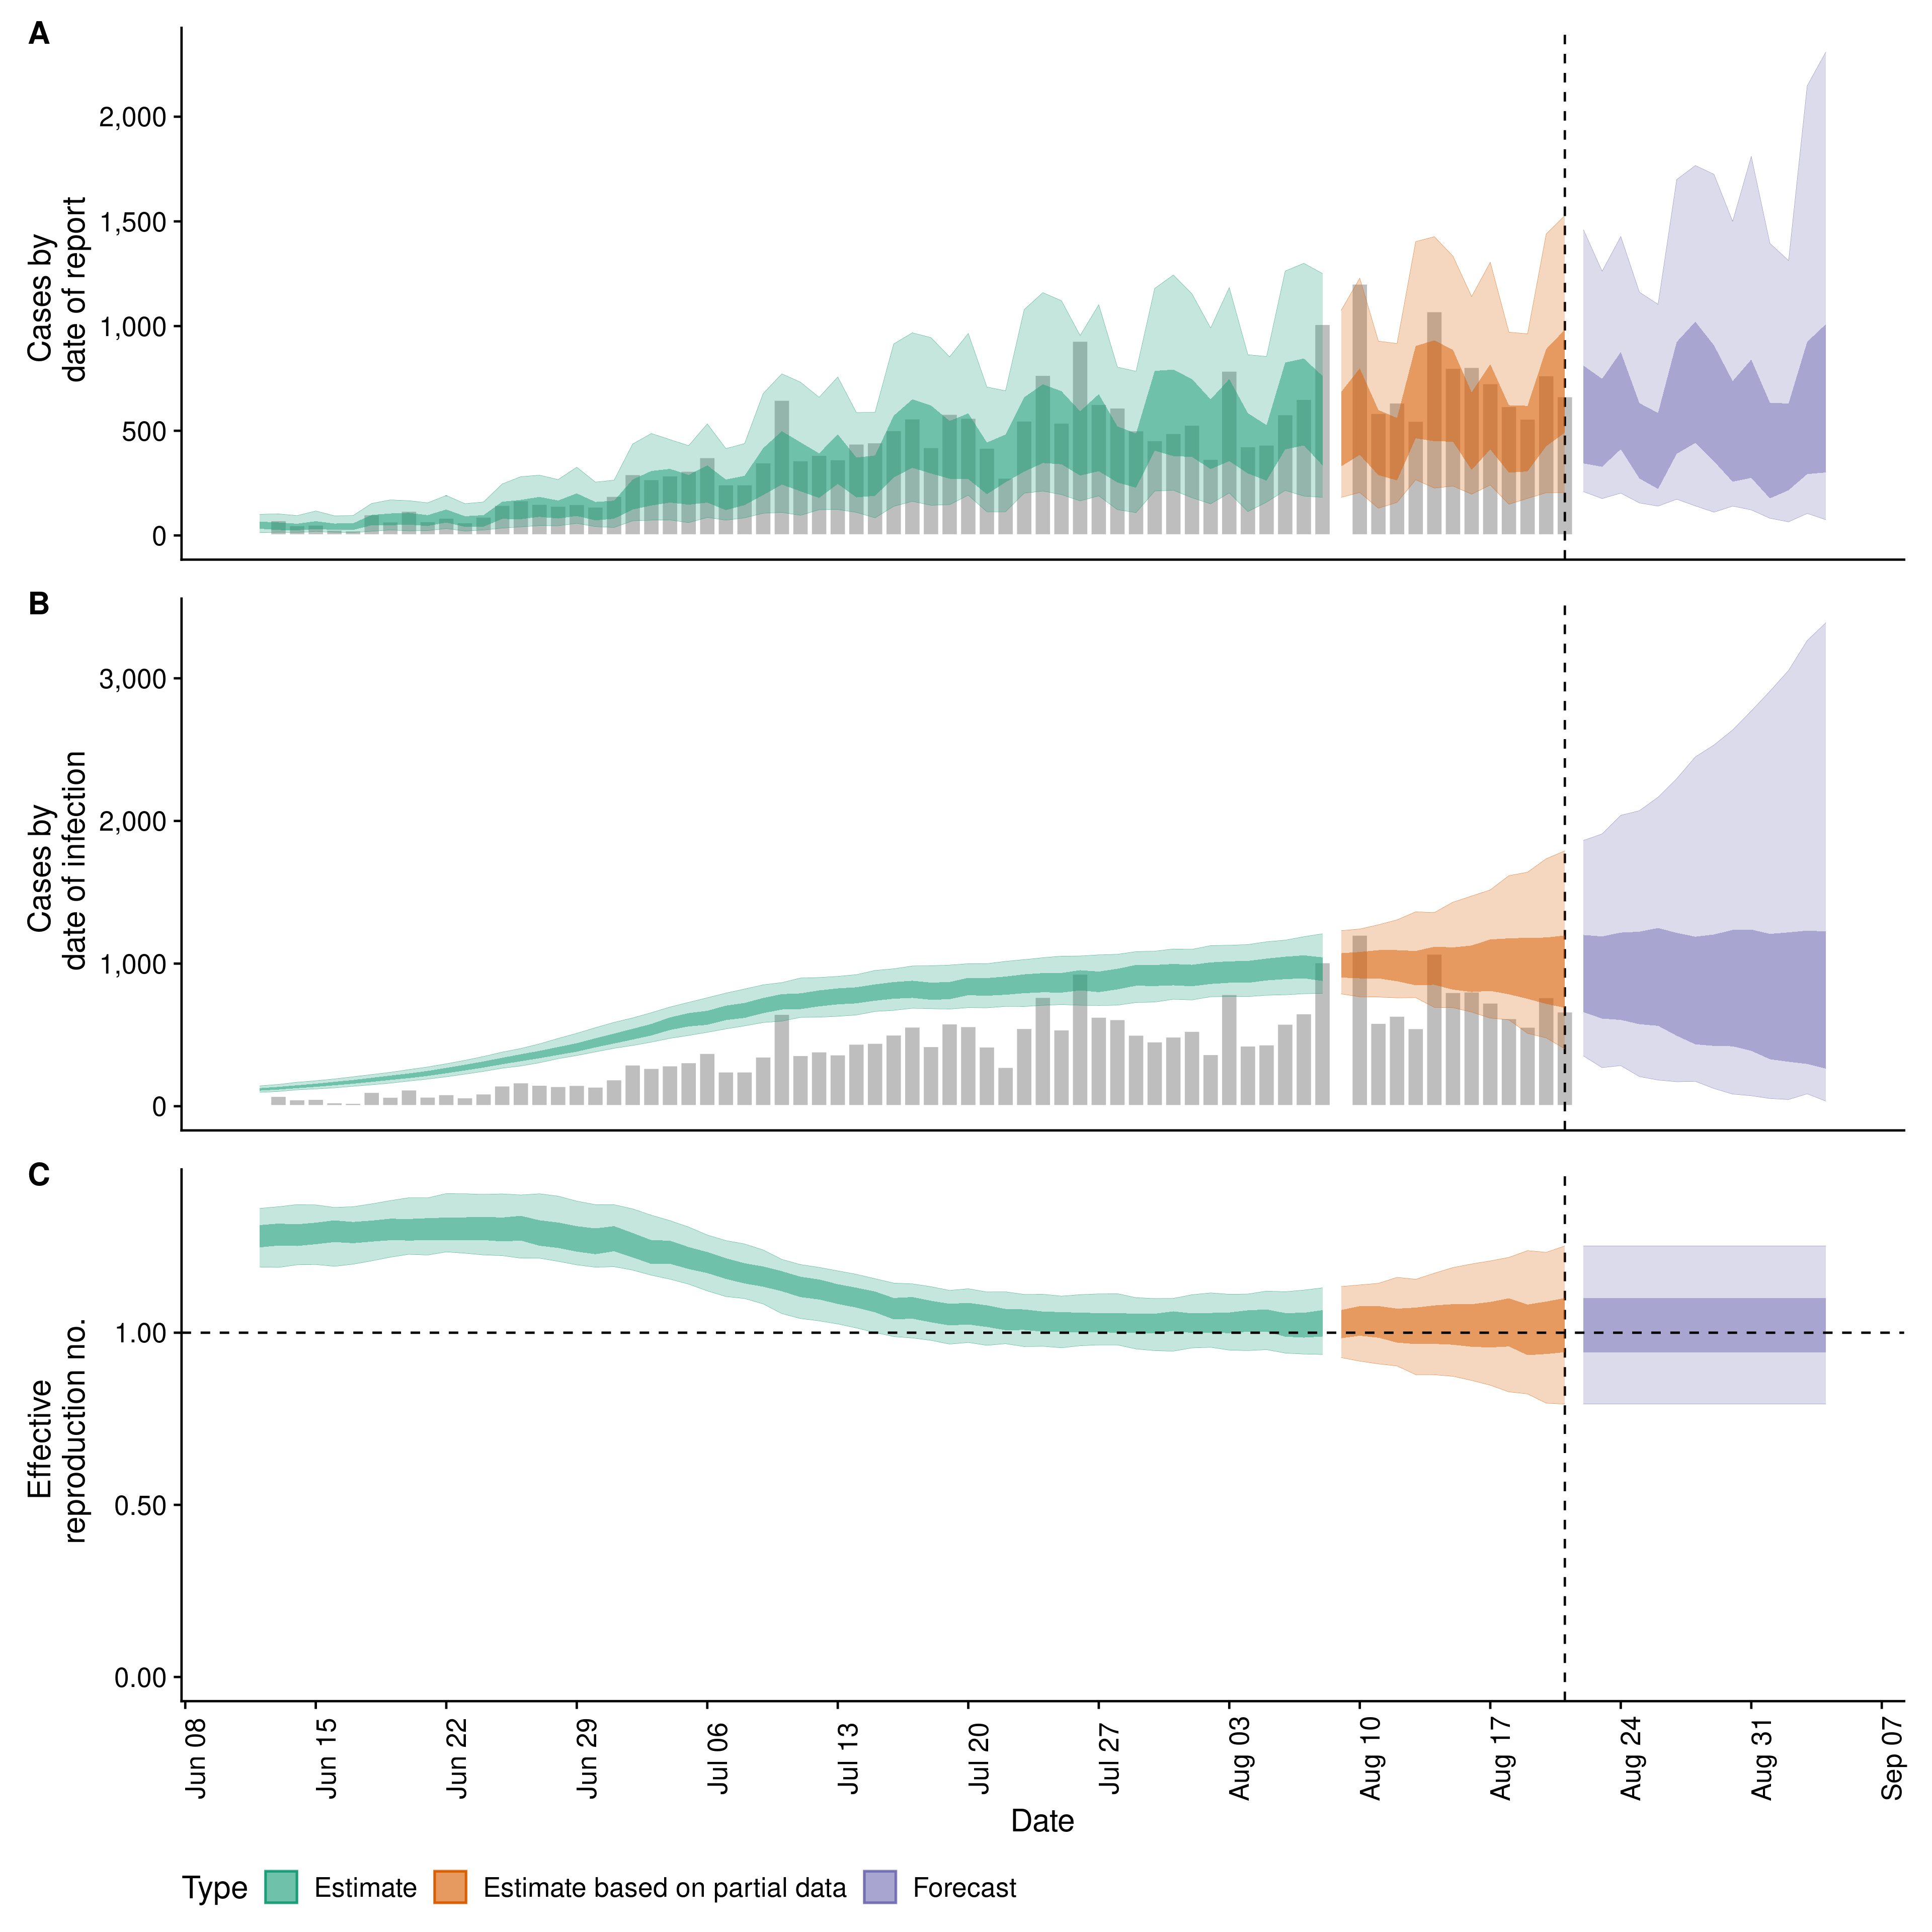 A
Cases by
date of report
2,000
1,500
1,000
500
0
B
Cases by
date of infection
3,000
2,000
1,000
0
C
Effective
reproduction no.
1.00
0.50
0.00
Jun 08
Jun 15
Jun 22
Jun 29
Jul 06
Jul 13
Jul 20
Jul 27
Aug 03
Aug 10
Aug 17
Aug 24
Aug 31
Sep 07
Date
Type Estimate Estimate based on partial data Forecast